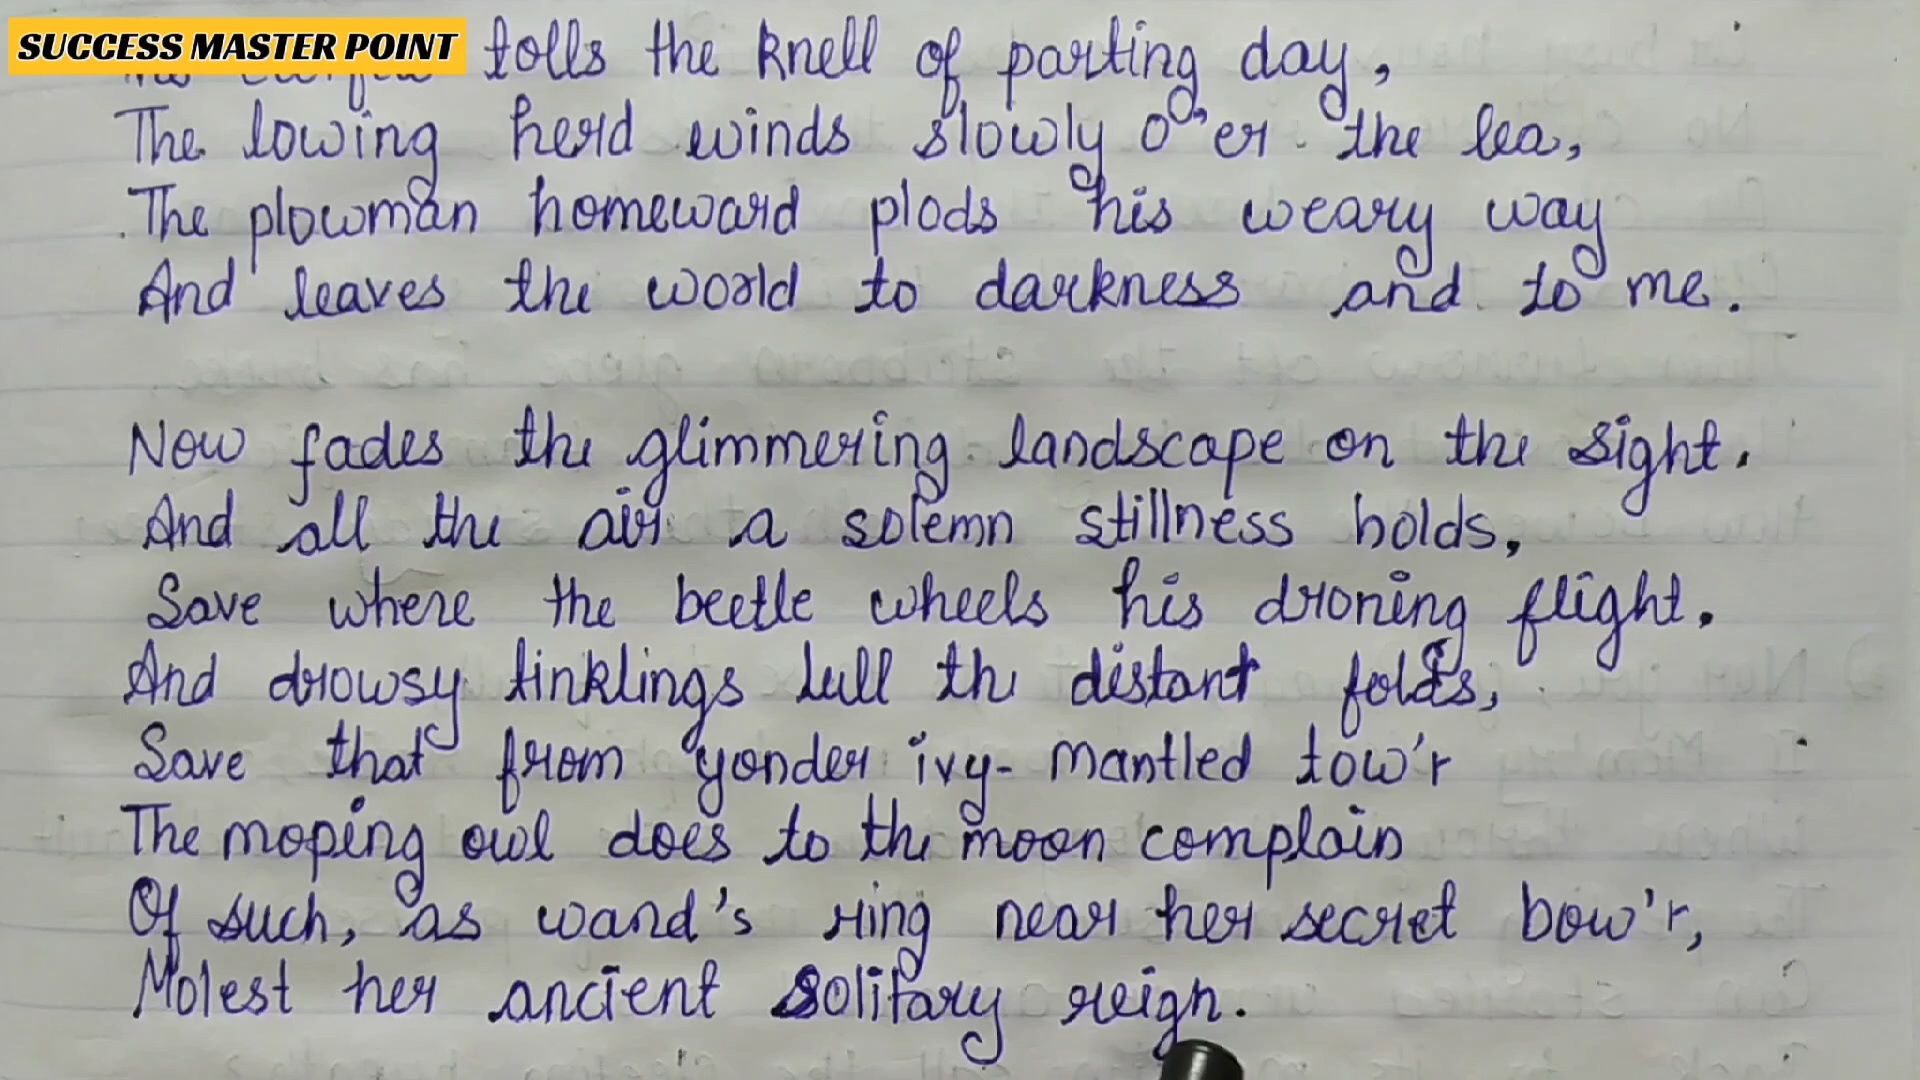 SUCCESS MASTER POINT
tolls the knell of parting day,
The lowing herd winds slowly o'er the lea,
The plowman homeward plods his weary way
And leaves the world to darkness and to me.
Now fades the glimmering landscape on the sight.
And all the air a solemn stillness holds,
Save where the beetle wheels his droning flight.
And drowsy tinklings lull the distant folds,
Save that from yonder ivy-mantled tow'r
The moping owl does to the moon complain
Of such, as wand's ring near her secret bow'r,
Molest her ancient solitary reign.